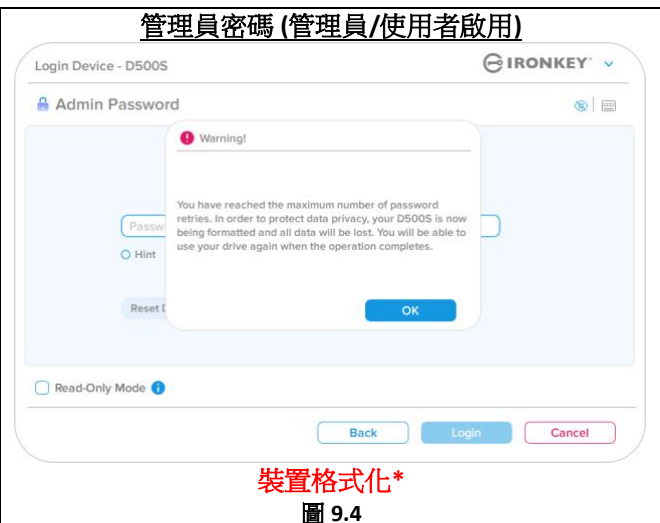 管理員密碼 (管理員/使用者啟用)
Login Device - D500S
IRONKEY™
Admin Password
Warning!
You have reached the maximum number of password
retries. In order to protect data privacy, your D500S is now
being formatted and all data will be lost. You will be able to
use your drive again when the operation completes.
Passw
Hint
Reset D
OK
Read-Only Mode
Back Login Cancel
裝置格式化*
圖 9.4